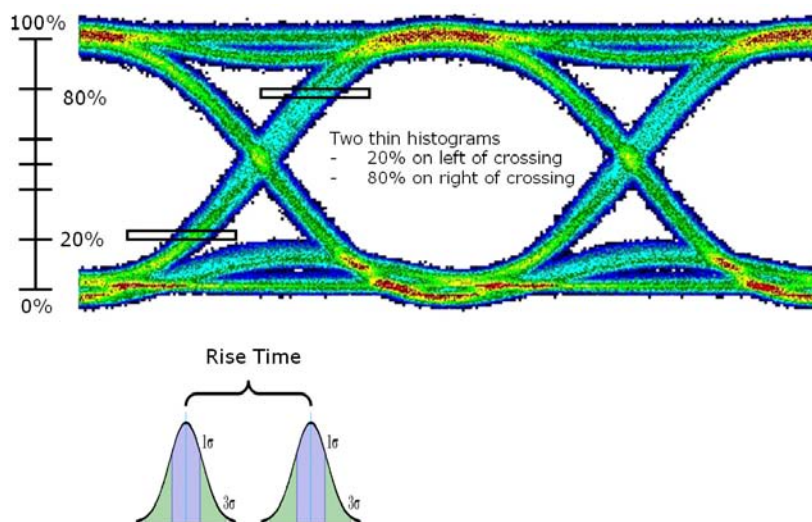 100%
80%
Two thin histograms
- 20% on left of crossing
- 80% on right of crossing
20%
0%
Rise Time
1σ
1σ
3σ
3σ